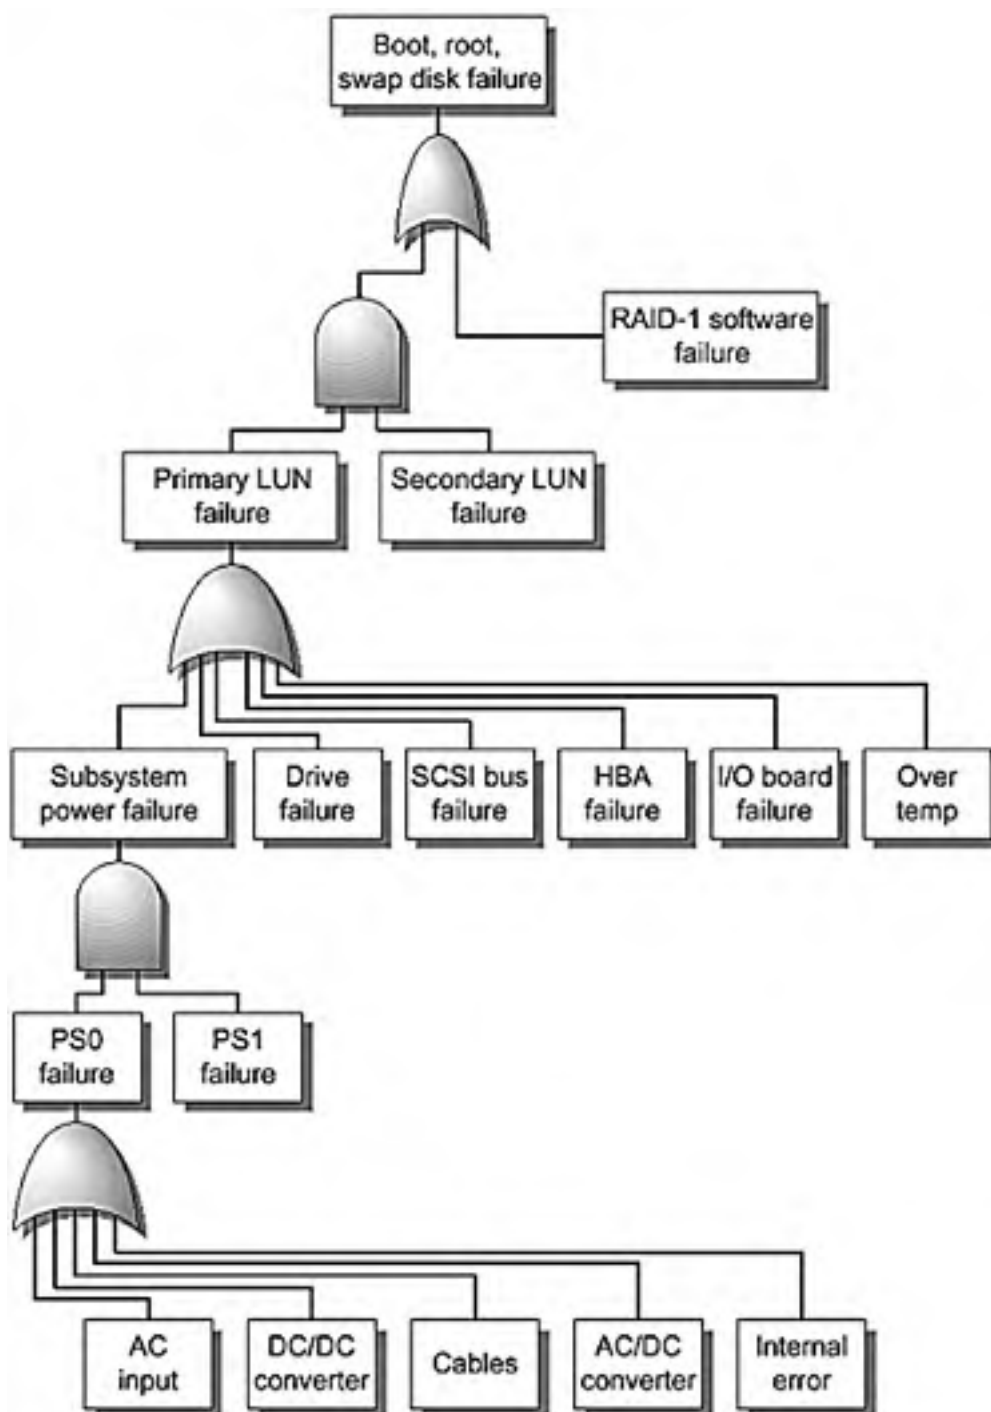 Boot, root,
swap disk failure
RAID-1 software
failure
Primary LUN
failure
Secondary LUN
failure
Subsystem
power failure
Drive
failure
SCSI bus
failure
HBA
failure
I/O board
failure
Over
temp
PS0
failure
PS1
failure
AC
input
DC/DC
converter
Cables
AC/DC
converter
Internal
error